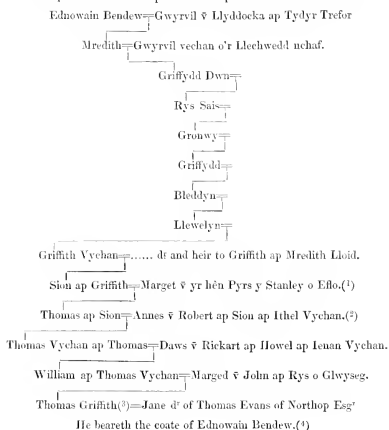 Ednowain Bendew=Gwyrvil v̄ Llyddocka ap Tydyr Trefor
Mredith=Gwyrvil vechan o'r Llechwedd uchaf.
Griffydd Dwn=
Rys Sais=
Gronwy=
Griffydd=
Bleddyn=
Llewelyn=
Griffith Vychan=...... dr and heir to Griffith ap Mredith Lloid.
Sion ap Griffith=Marget v̄ yr hên Pyrs y Stanley o Eflo.(1)
Thomas ap Sion=Annes v̄ Robert ap Sion ap Ithel Vychan.(2)
Thomas Vychan ap Thomas=Daws v̄ Rickart ap Howel ap Ieuan Vychan.
William ap Thomas Vychan=Marged v̄ John ap Rys o Glwyseg.
Thomas Griffith(3)=Jane dr of Thomas Evans of Northop Esqr
He beareth the coate of Ednowain Bendew.(4)